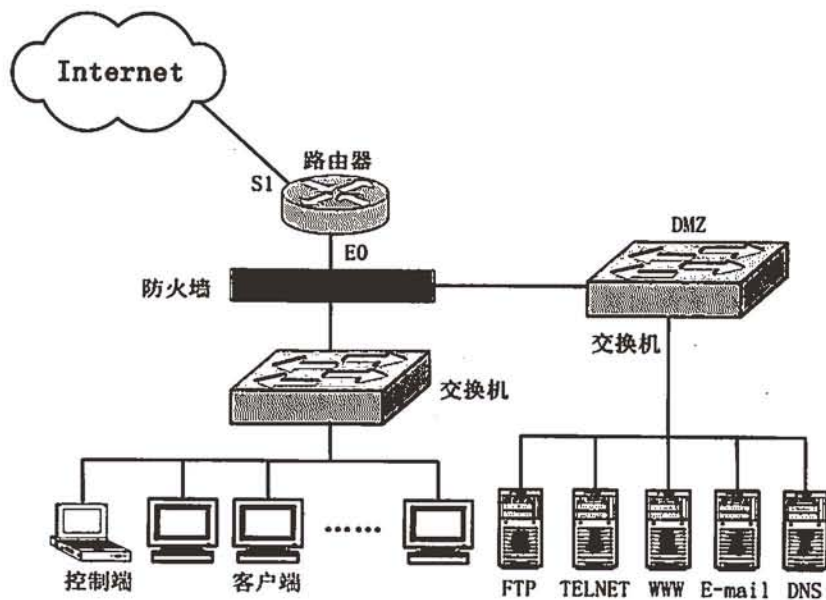 Internet
路由器
S1
E0
DMZ
防火墙
交换机
交换机
控制端
客户端
......
FTP TELNET WWW E-mail DNS